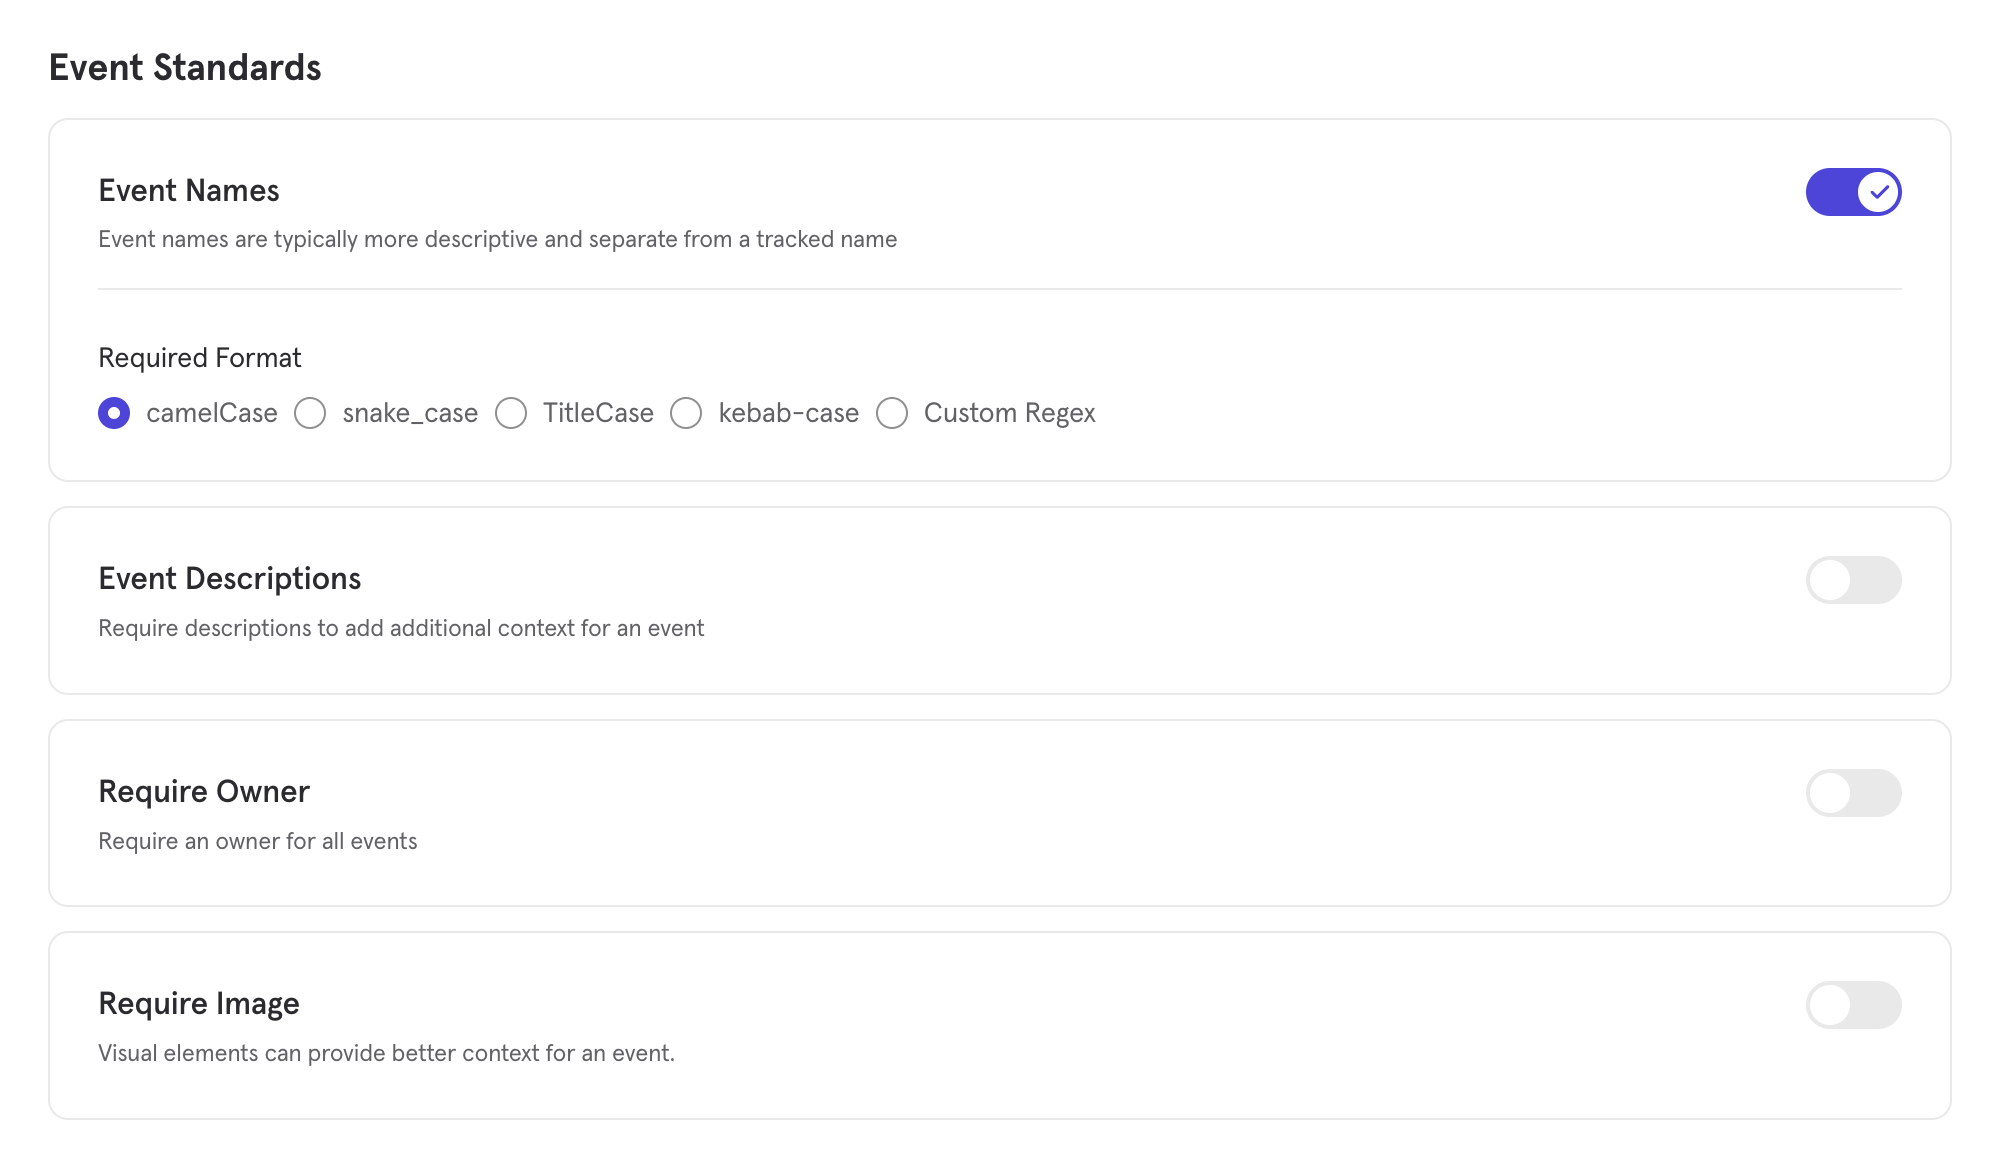 Event Standards
Event Names
Event names are typically more descriptive and separate from a tracked name
Required Format
camelCase snake_case TitleCase kebab-case Custom Regex
Event Descriptions
Require descriptions to add additional context for an event
Require Owner
Require an owner for all events
Require Image
Visual elements can provide better context for an event.